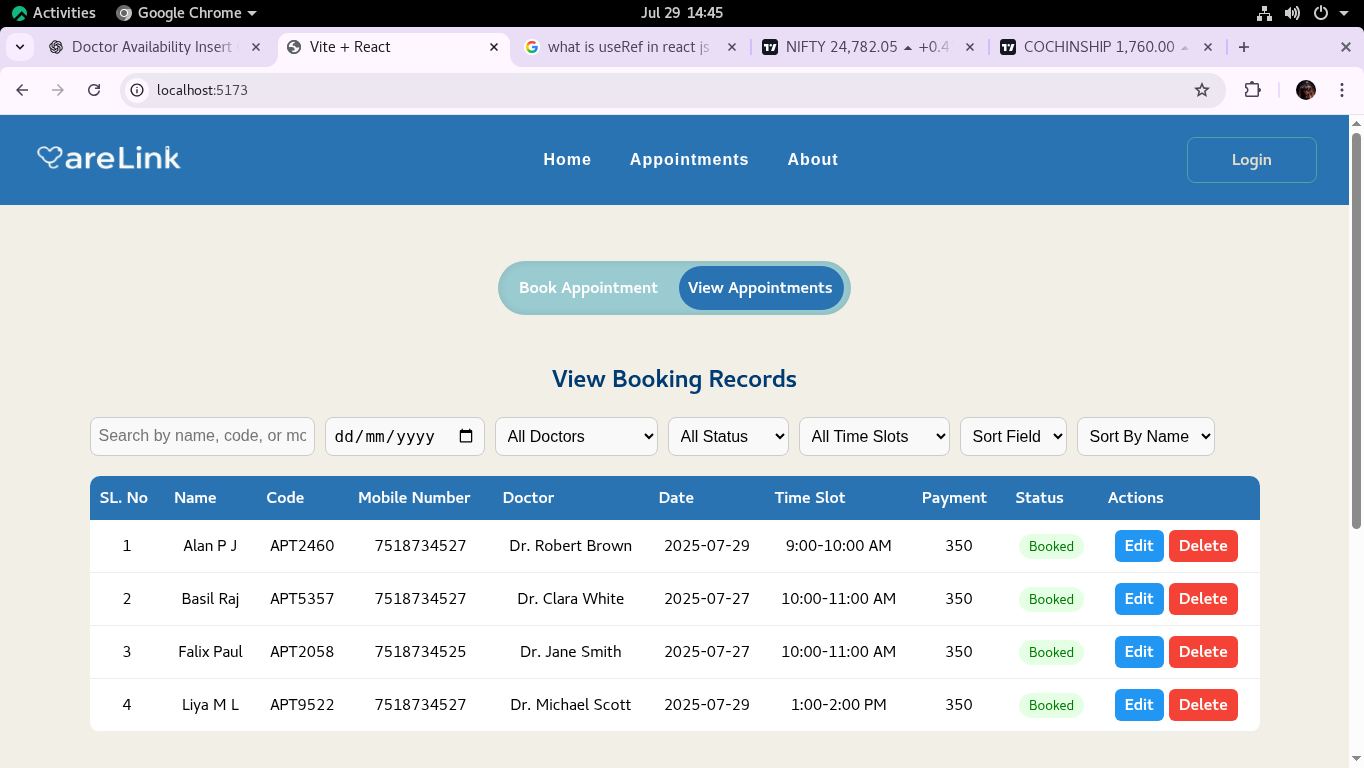 Activities Google Chrome Jul 29 14:45
Doctor Availability Insert Vite + React what is useRef in react js NIFTY 24,782.05 ▲ +0.4 COCHINSHIP 1,760.00
localhost:5173
areLink Home Appointments About Login
Book Appointment View Appointments
View Booking Records
Search by name, code, or mo dd/mm/yyyy All Doctors All Status All Time Slots Sort Field Sort By Name
SL. No Name Code Mobile Number Doctor Date Time Slot Payment Status Actions
1 Alan P J APT2460 7518734527 Dr. Robert Brown 2025-07-29 9:00-10:00 AM 350 Booked Edit Delete
2 Basil Raj APT5357 7518734527 Dr. Clara White 2025-07-27 10:00-11:00 AM 350 Booked Edit Delete
3 Falix Paul APT2058 7518734525 Dr. Jane Smith 2025-07-27 10:00-11:00 AM 350 Booked Edit Delete
4 Liya M L APT9522 7518734527 Dr. Michael Scott 2025-07-29 1:00-2:00 PM 350 Booked Edit Delete